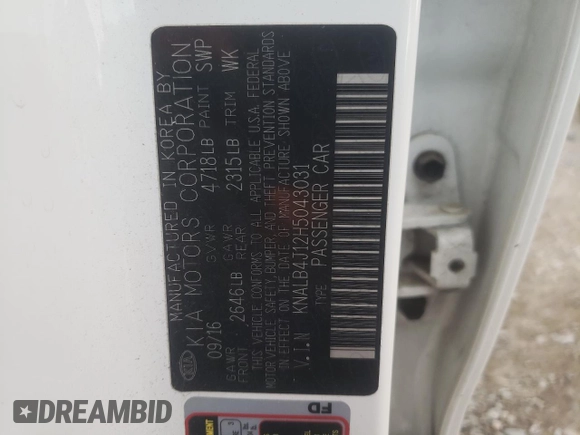 MANUFACTURED IN KOREA BY
KIA MOTORS CORPORATION
09/16 GVWR 4718LB PAINT SWP
GAWR FRONT 2646LB GAWR REAR 2315LB TRIM WK
THIS VEHICLE CONFORMS TO ALL APPLICABLE U.S.A. FEDERAL
MOTOR VEHICLE SAFETY, BUMPER AND THEFT PREVENTION STANDARDS
IN EFFECT ON THE DATE OF MANUFACTURE SHOWN ABOVE
V.I.N KNALB4J12H5043031
TYPE PASSENGER CAR
KIA
FD
DREAMBID